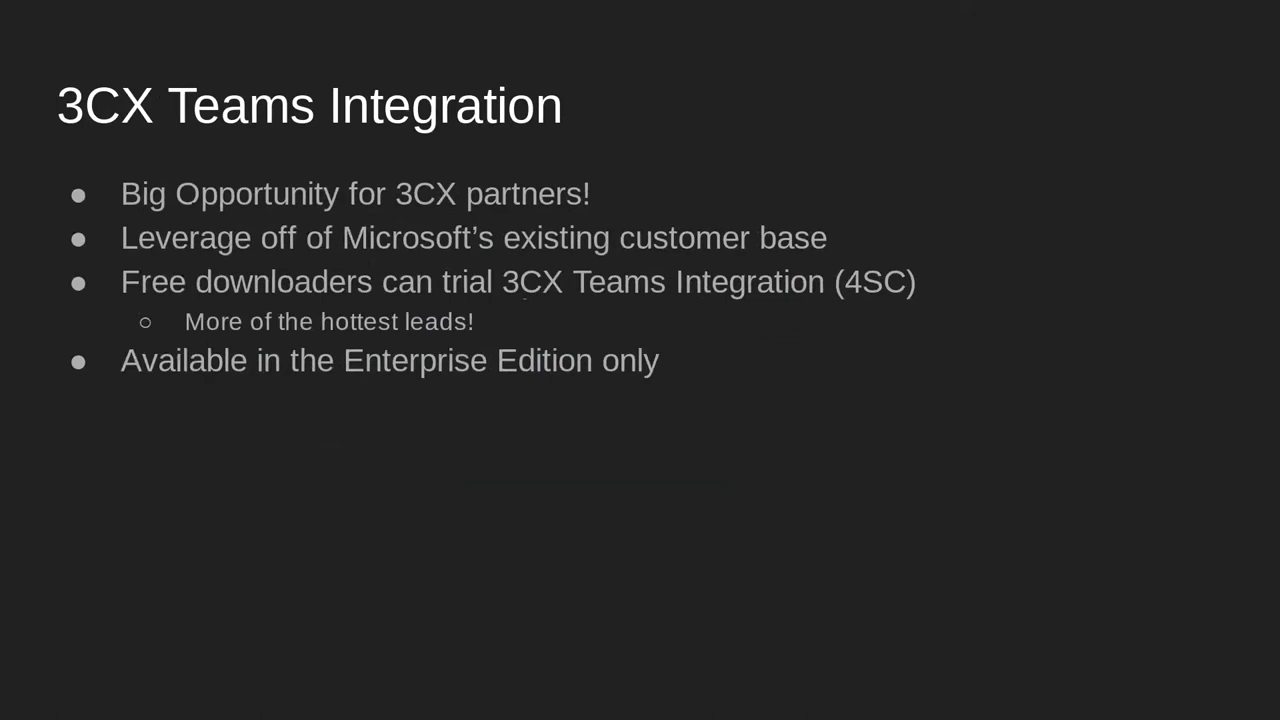 3CX Teams Integration
● Big Opportunity for 3CX partners!
● Leverage off of Microsoft’s existing customer base
● Free downloaders can trial 3CX Teams Integration (4SC)
○ More of the hottest leads!
● Available in the Enterprise Edition only